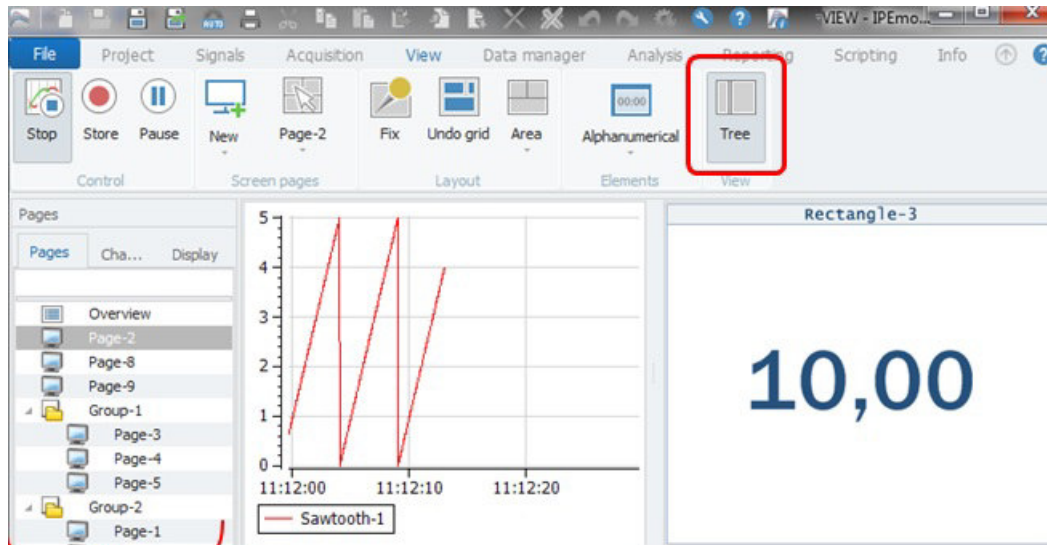 AUTO
VIEW - IPEmo...
File Project Signals Acquisition View Data manager Analysis Reporting Scripting Info
00:00
Stop Store Pause New Page-2 Fix Undo grid Area Alphanumerical Tree
Control Screen pages Layout Elements View
Pages
Pages Cha... Display
Overview
Page-2
Page-8
Page-9
Group-1
Page-3
Page-4
Page-5
Group-2
Page-1
5
4
3
2
1
0
11:12:00 11:12:10 11:12:20
Sawtooth-1
Rectangle-3
10,00